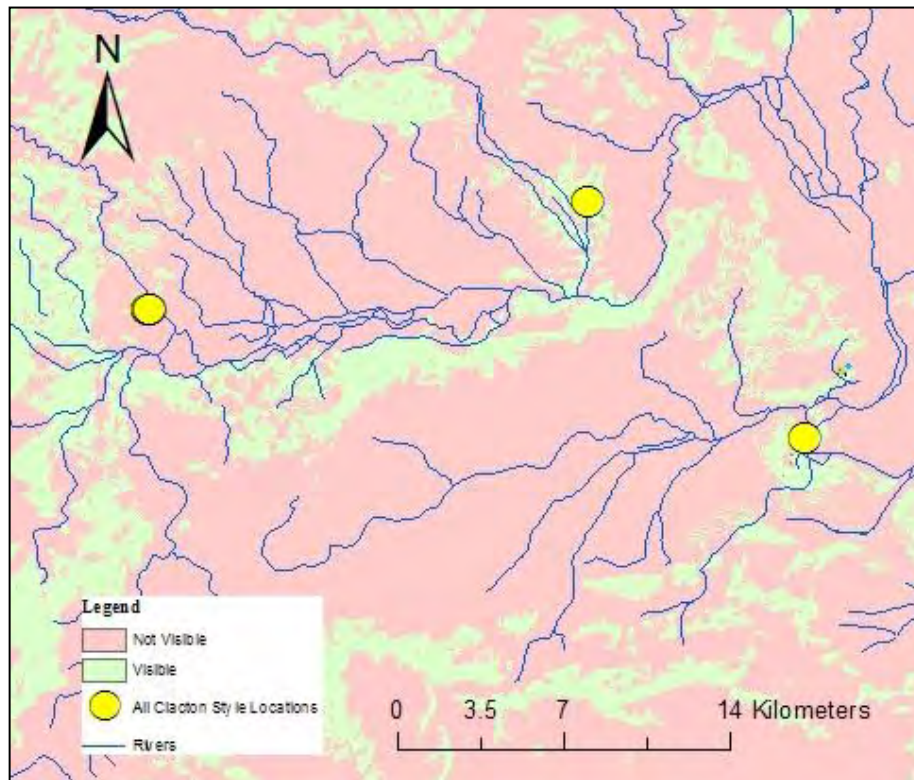 N
Legend
Not Visible
Visible
All Clacton Style Locations
Rivers
0 3.5 7 14 Kilometers